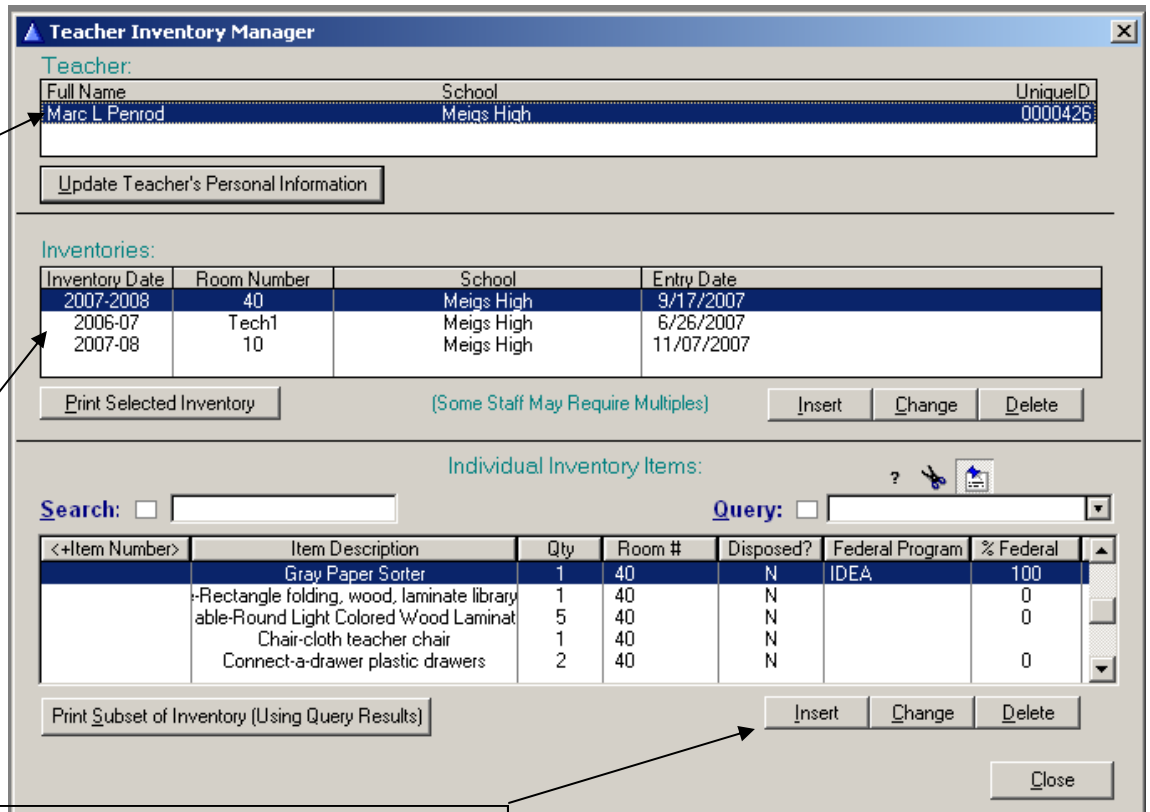 Teacher Inventory Manager
Teacher:
Full Name School UniqueID
Marc L Penrod Meigs High 0000426
Update Teacher's Personal Information
Inventories:
Inventory Date Room Number School Entry Date
2007-2008 40 Meigs High 9/17/2007
2006-07 Tech1 Meigs High 6/26/2007
2007-08 10 Meigs High 11/07/2007
Print Selected Inventory (Some Staff May Require Multiples) Insert Change Delete
Individual Inventory Items:
?
Search: Query:
<+Item Number> Item Description Qty Room # Disposed? Federal Program % Federal
Gray Paper Sorter 1 40 N IDEA 100
-Rectangle folding, wood, laminate library 1 40 N 0
able-Round Light Colored Wood Laminat 5 40 N 0
Chair-cloth teacher chair 1 40 N
Connect-a-drawer plastic drawers 2 40 N 0
Print Subset of Inventory (Using Query Results) Insert Change Delete
Close